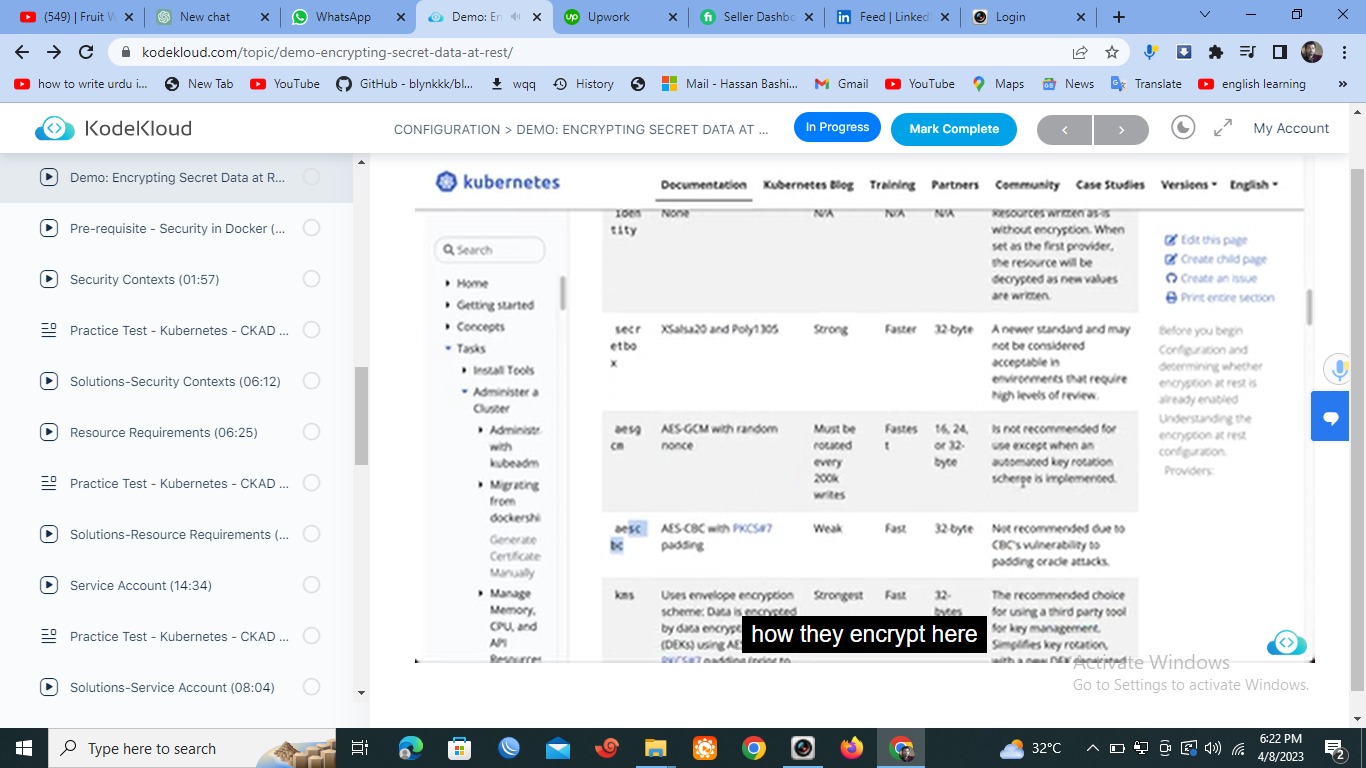 (549) | Fruit W
New chat
WhatsApp
Demo: En
Upwork
Seller Dashbo
Feed | Linked
Login
kodekloud.com/topic/demo-encrypting-secret-data-at-rest/
how to write urdu i...
New Tab
YouTube
GitHub - blynkkk/bl...
wqq
History
Mail - Hassan Bashi...
Gmail
YouTube
Maps
News
Translate
english learning
»
KodeKloud
CONFIGURATION > DEMO: ENCRYPTING SECRET DATA AT ...
In Progress
Mark Complete
My Account
Demo: Encrypting Secret Data at R...
Pre-requisite - Security in Docker (...
Security Contexts (01:57)
Practice Test - Kubernetes - CKAD ...
Solutions-Security Contexts (06:12)
Resource Requirements (06:25)
Practice Test - Kubernetes - CKAD ...
Solutions-Resource Requirements (...
Service Account (14:34)
Practice Test - Kubernetes - CKAD ...
Solutions-Service Account (08:04)
kubernetes
Documentation
Kubernetes Blog
Training
Partners
Community
Case Studies
Versions
English
Search
Home
Getting started
Concepts
Tasks
Install Tools
Administer a
Cluster
Administr
with
kubeadm
Migrating
from
dockershi
Generate
Certificate
Manually
Manage
Memory,
CPU, and
API
Resources
iden
tity
None
N/A
N/A
N/A
Resources written as-is
without encryption. When
set as the first provider,
the resource will be
decrypted as new values
are written.
secr
etbo
x
XSalsa20 and Poly1305
Strong
Faster
32-byte
A newer standard and may
not be considered
acceptable in
environments that require
high levels of review.
aesg
cm
AES-GCM with random
nonce
Must be
rotated
every
200k
writes
Fastes
t
16, 24,
or 32-
byte
Is not recommended for
use except when an
automated key rotation
scheme is implemented.
aesc
bc
AES-CBC with PKCS#7
padding
Weak
Fast
32-byte
Not recommended due to
CBC's vulnerability to
padding oracle attacks.
kms
Uses envelope encryption
scheme: Data is encrypted
by data encrypt
(DEKs) using AE
PKCS#7 padding (prior to
Strongest
Fast
32-
bytes
The recommended choice
for using a third party tool
for key management.
Simplifies key rotation,
Edit this page
Create child page
Create an issue
Print entire section
Before you begin
Configuration and
determining whether
encryption at rest is
already enabled
Understanding the
encryption at rest
configuration.
Providers:
how they encrypt here
Activate Windows
Go to Settings to activate Windows.
Type here to search
32°C
6:22 PM
4/8/2023
2